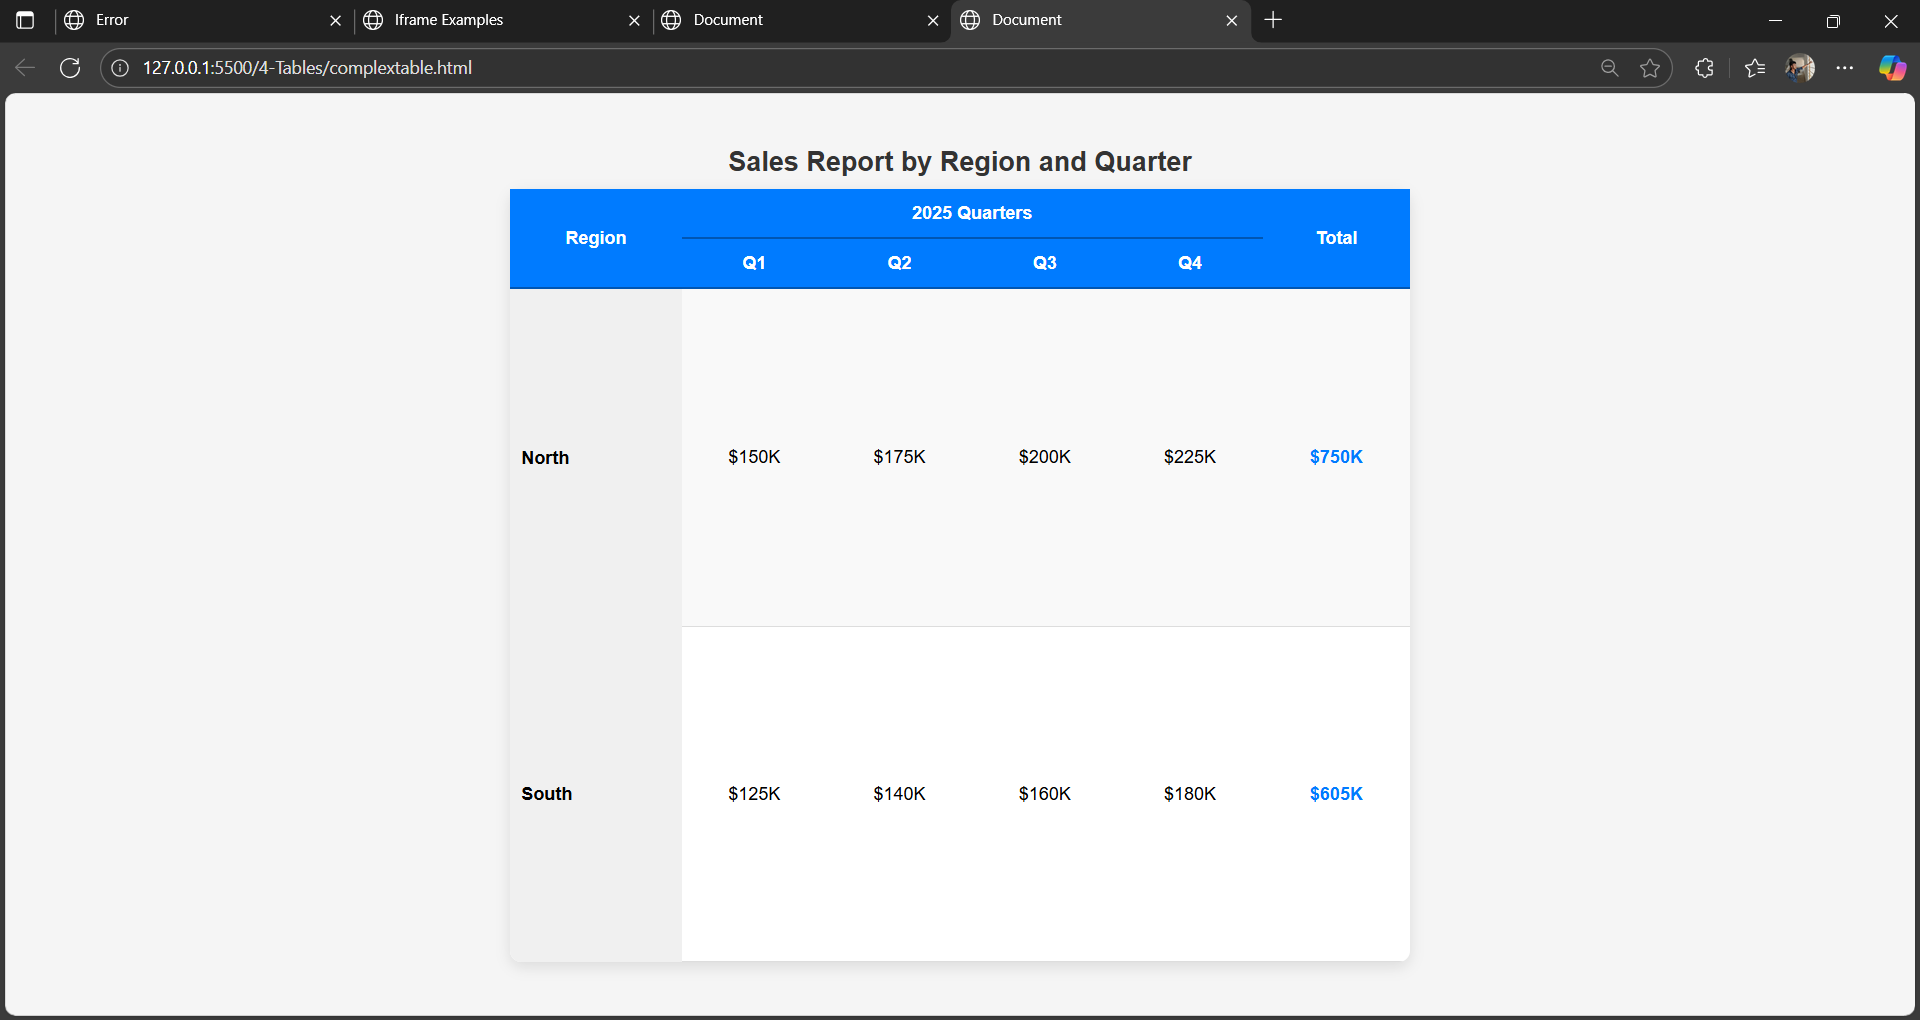 Error
Iframe Examples
Document
Document
127.0.0.1:5500/4-Tables/complextable.html
Sales Report by Region and Quarter
Region 2025 Quarters Total
Q1 Q2 Q3 Q4
North $150K $175K $200K $225K $750K
South $125K $140K $160K $180K $605K